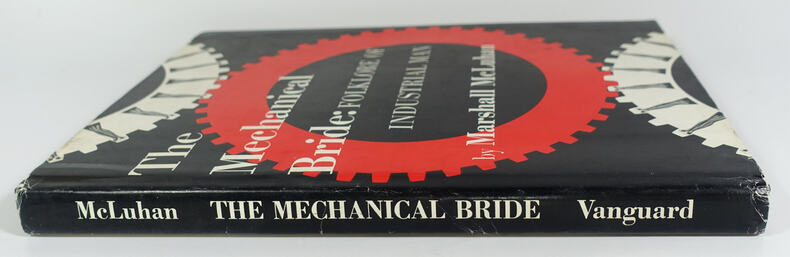 The
Mechanical
Bride: FOLKLORE OF
INDUSTRIAL MAN
by Marshall McLuhan
McLuhan THE MECHANICAL BRIDE Vanguard